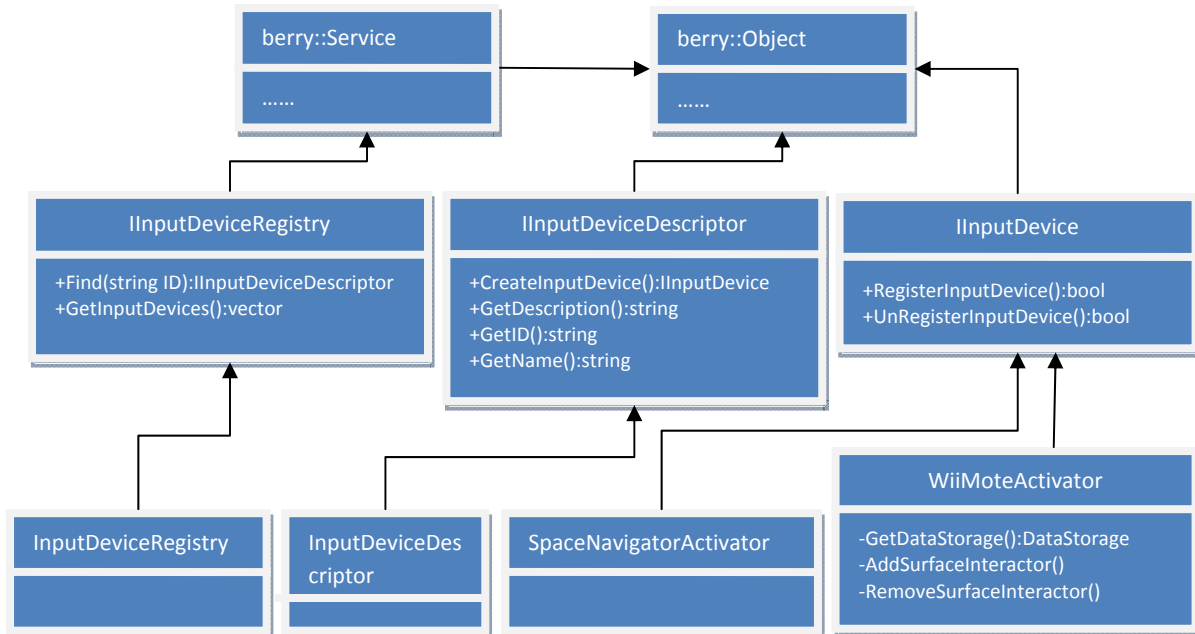 berry::Service
......
berry::Object
......
IInputDeviceRegistry
+Find(string ID):IInputDeviceDescriptor
+GetInputDevices():vector
IInputDeviceDescriptor
+CreateInputDevice():IInputDevice
+GetDescription():string
+GetID():string
+GetName():string
IInputDevice
+RegisterInputDevice():bool
+UnRegisterInputDevice():bool
InputDeviceRegistry
InputDeviceDes
criptor
SpaceNavigatorActivator
WiiMoteActivator
-GetDataStorage():DataStorage
-AddSurfaceInteractor()
-RemoveSurfaceInteractor()